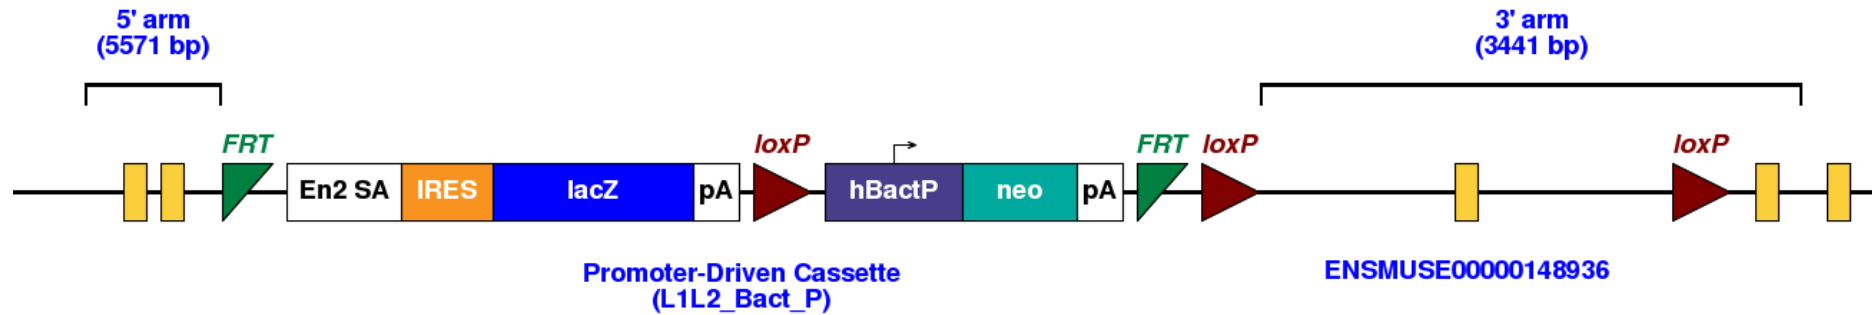 5' arm
(5571 bp)
3' arm
(3441 bp)
FRT
loxP
FRT
loxP
loxP
En2 SA
IRES
lacZ
pA
hBactP
neo
pA
Promoter-Driven Cassette
(L1L2_Bact_P)
ENSMUSE00000148936